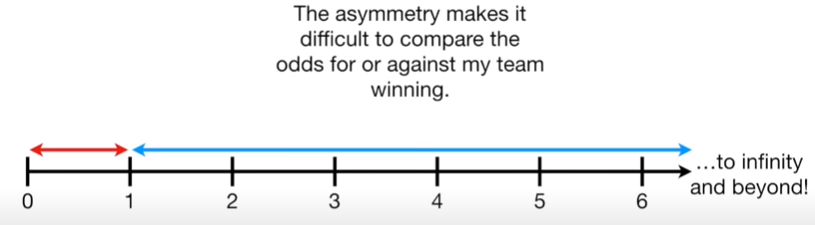 The asymmetry makes it
difficult to compare the
odds for or against my team
winning.
...to infinity
and beyond!
0 1 2 3 4 5 6